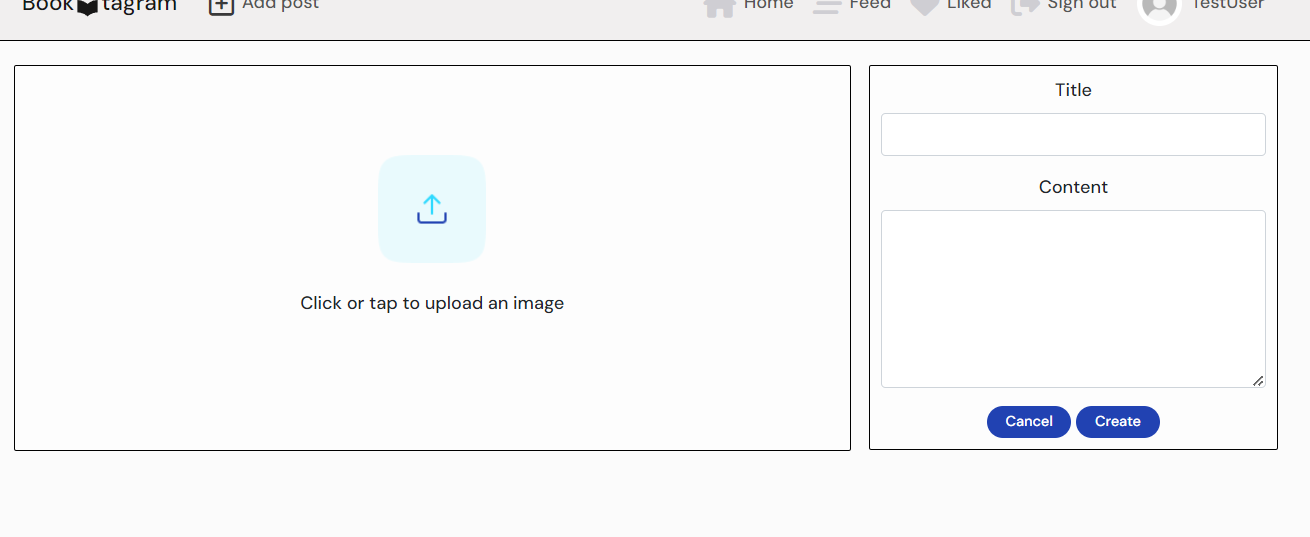 Book tagram
Add post
Home
Feed
Liked
Sign out
TestUser
Click or tap to upload an image
Title
Content
Cancel
Create